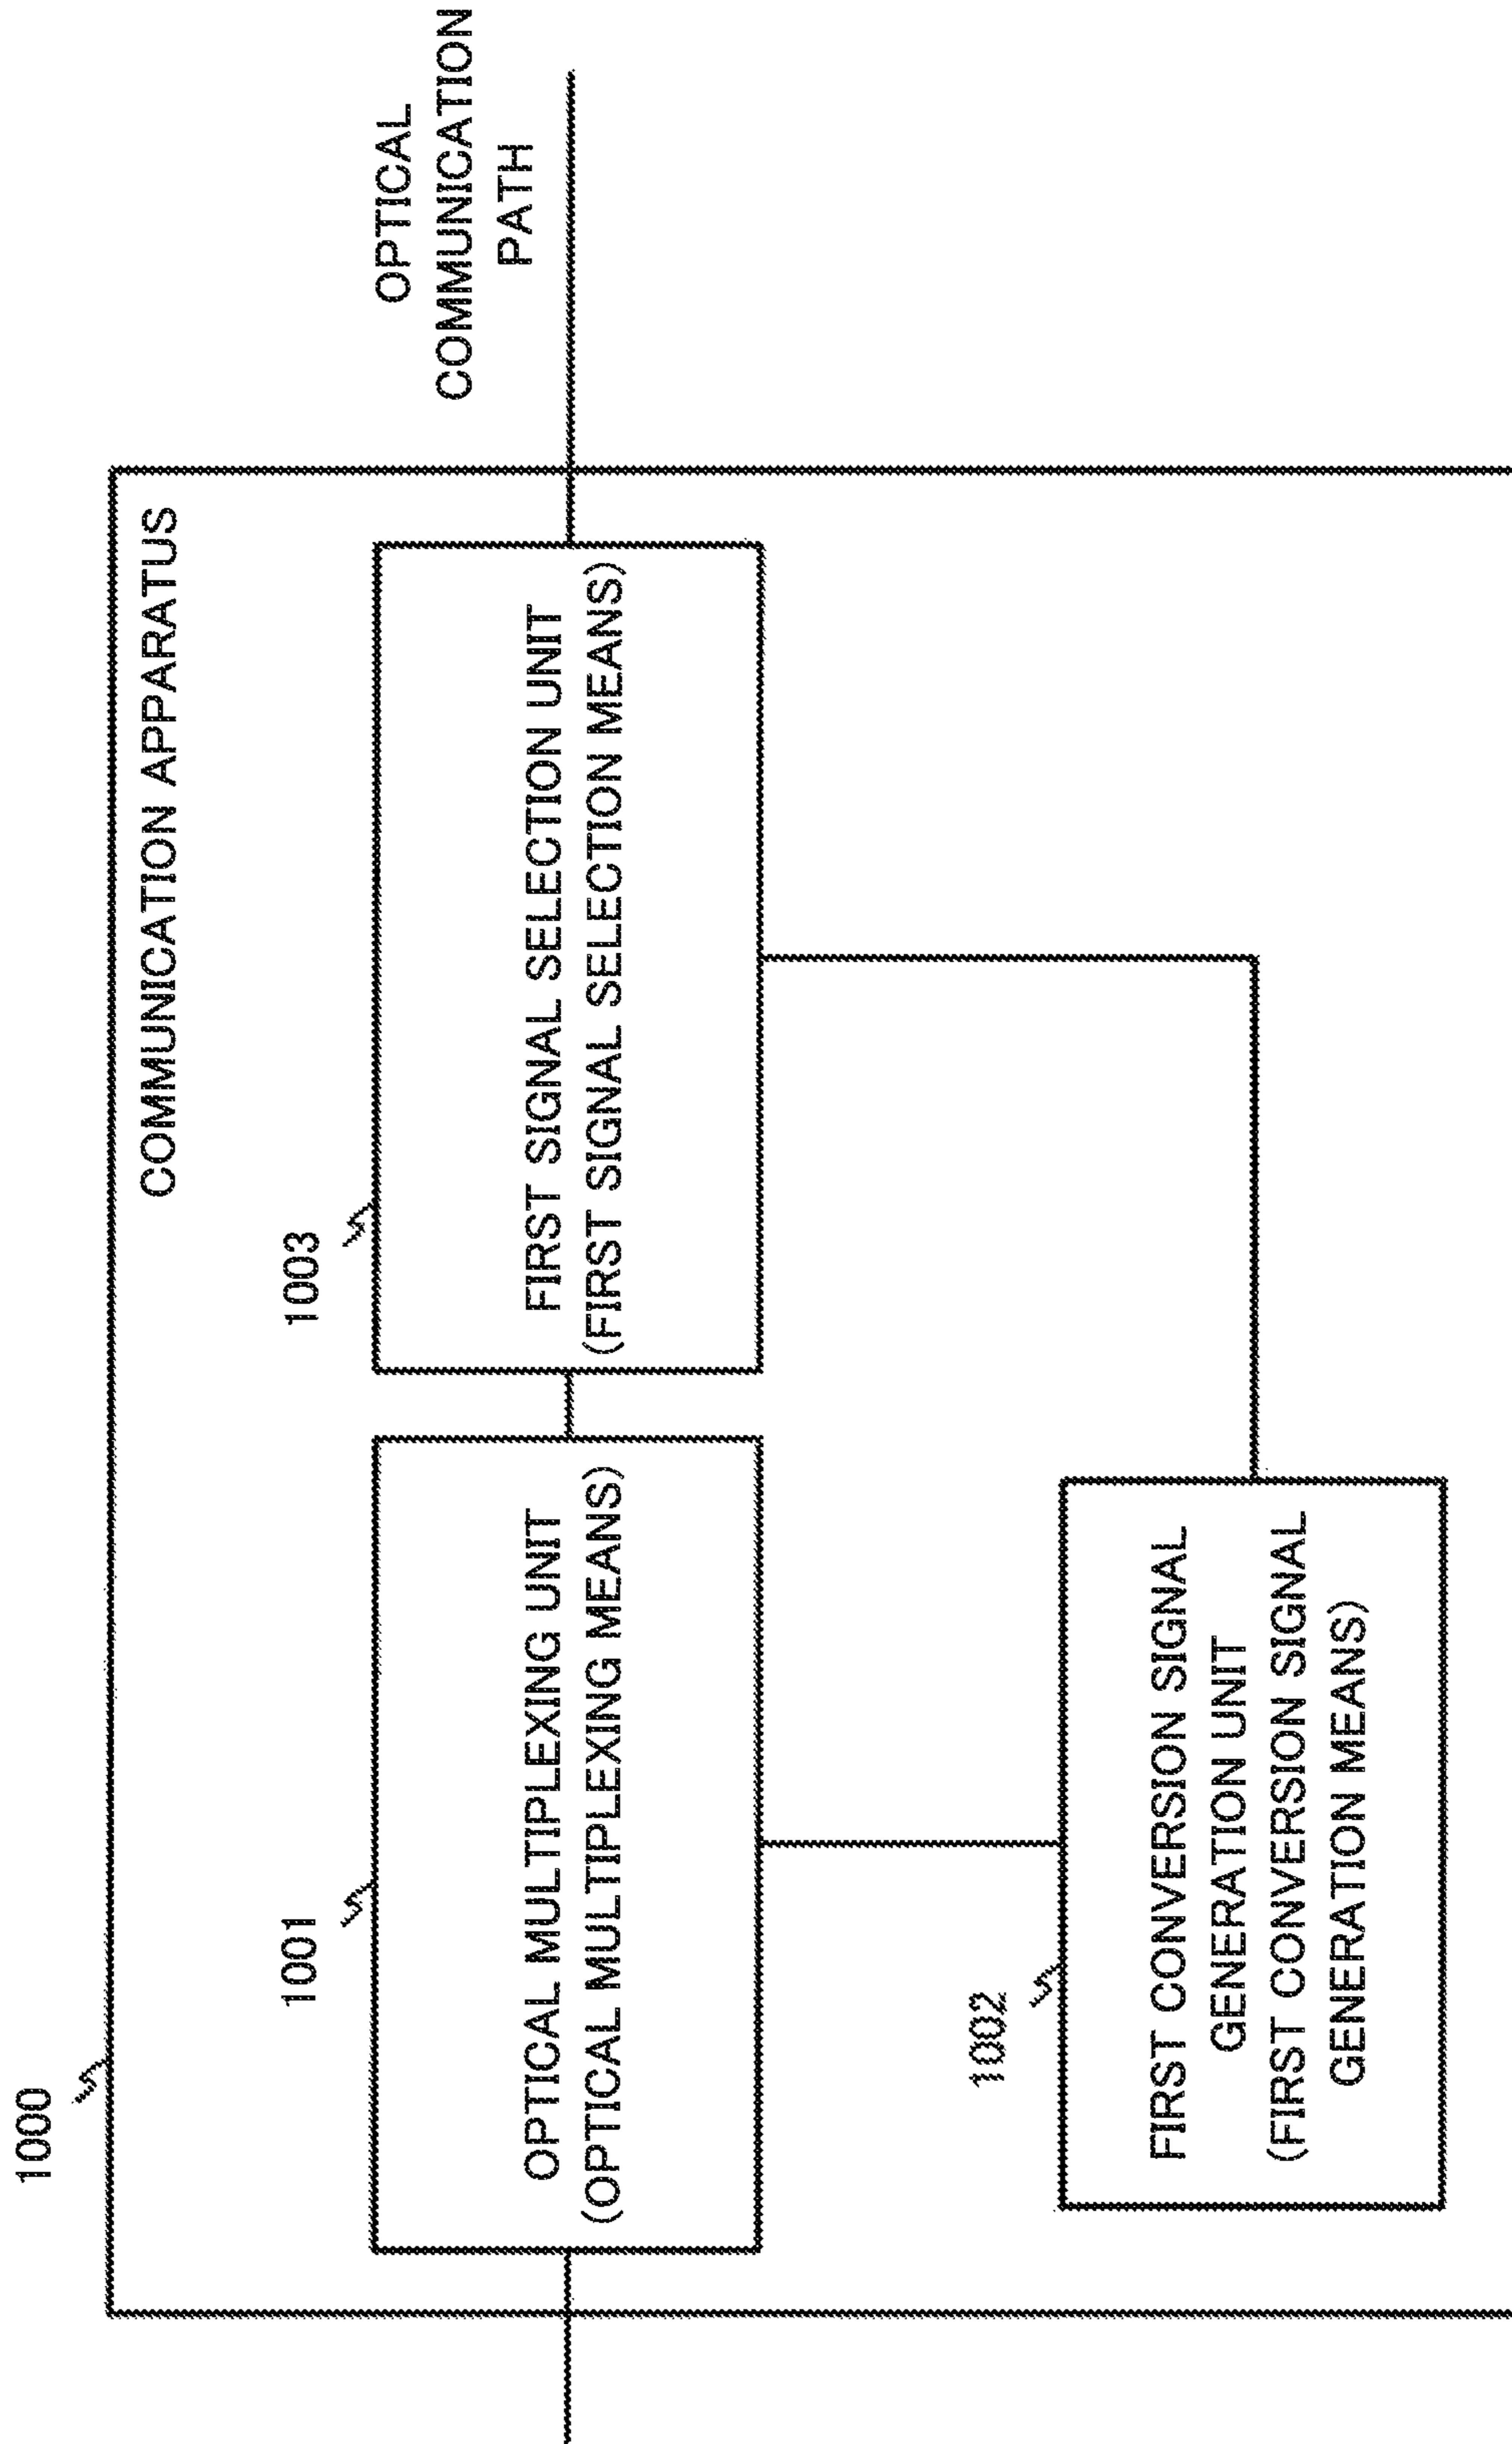 1000
COMMUNICATION APPARATUS
1001
OPTICAL MULTIPLEXING UNIT
(OPTICAL MULTIPLEXING MEANS)
1003
FIRST SIGNAL SELECTION UNIT
(FIRST SIGNAL SELECTION MEANS)
OPTICAL
COMMUNICATION
PATH
1002
FIRST CONVERSION SIGNAL
GENERATION UNIT
(FIRST CONVERSION SIGNAL
GENERATION MEANS)